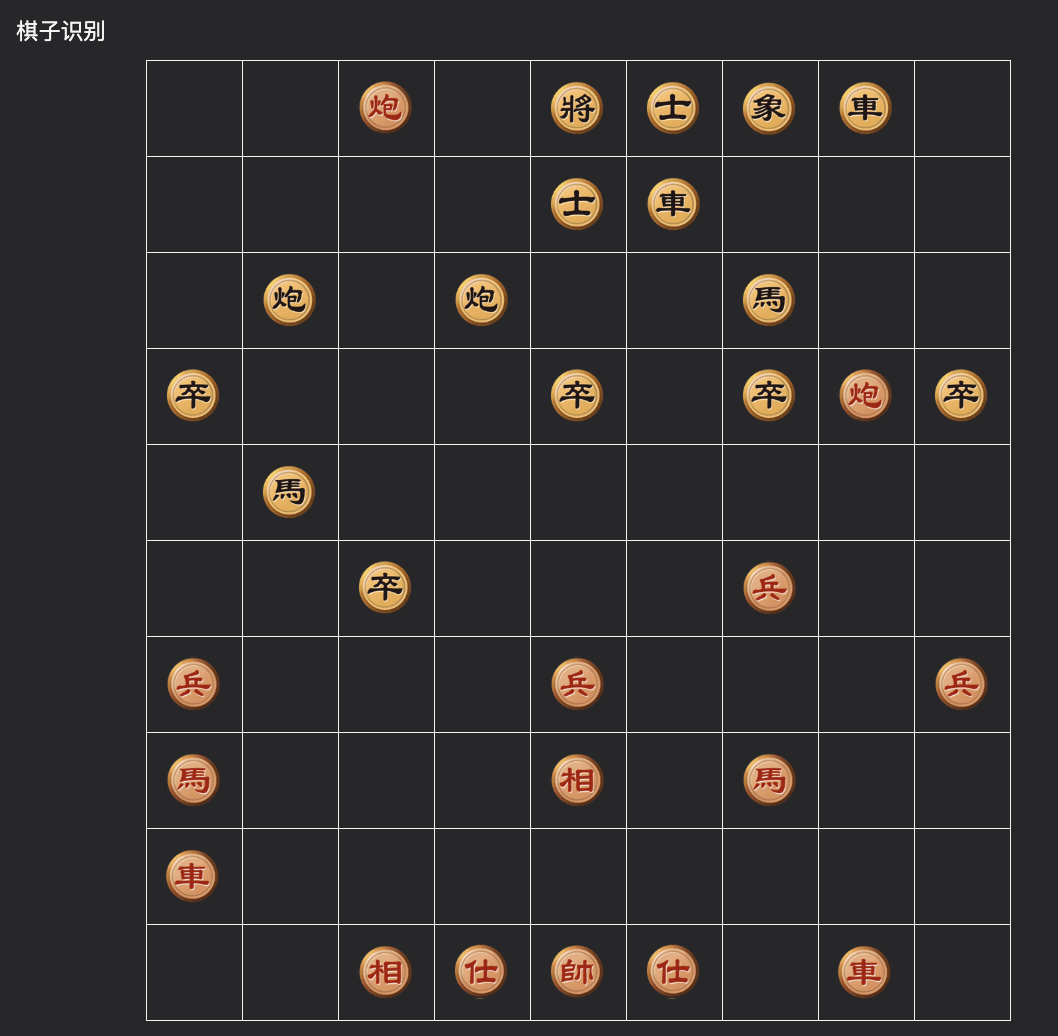 棋子识别
炮 將 士 象 車
士 車
炮 炮 馬
卒 卒 卒 炮 卒
馬
卒 兵
兵 兵 兵
馬 相 馬
車
相 仕 帥 仕 車